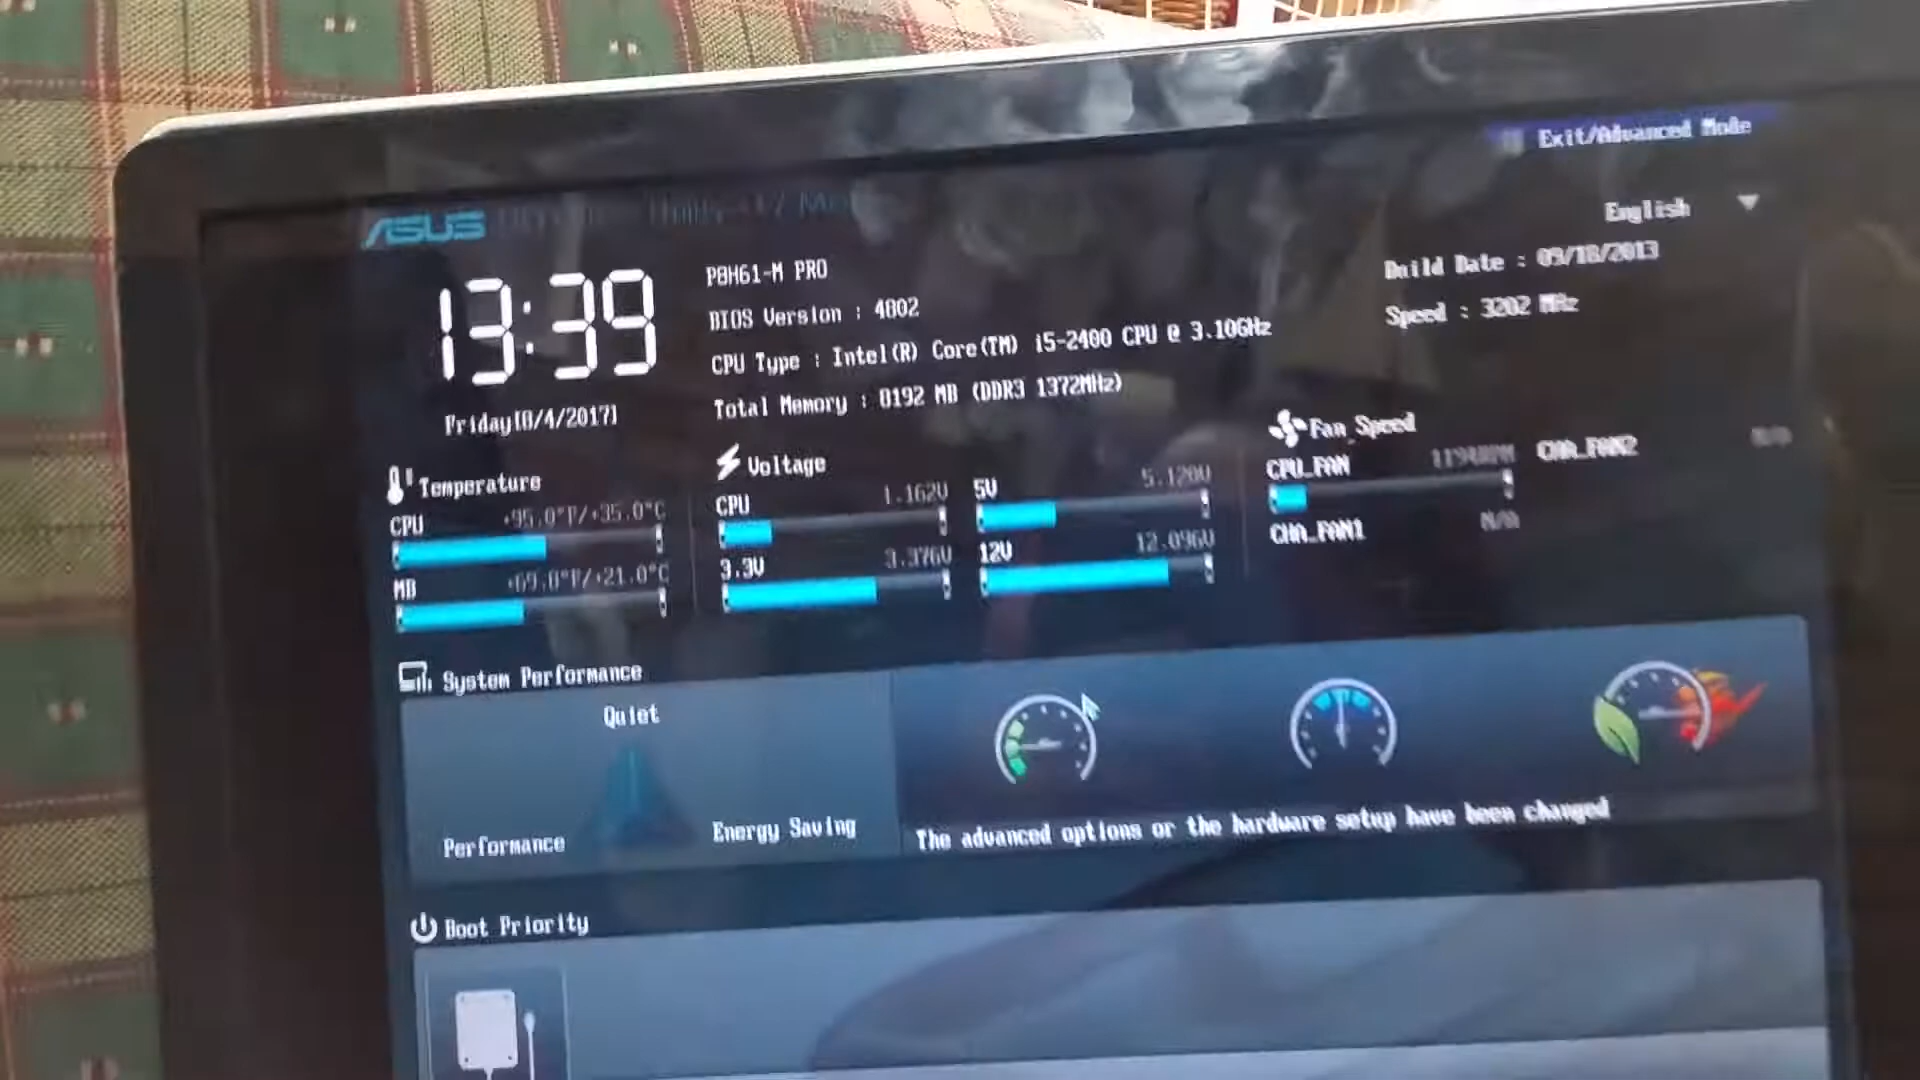 Exit/Advanced Mode
ASUS
English
13:39
Friday[8/4/2017]
P8H61-M PRO
BIOS Version : 4802
CPU Type : Intel(R) Core(TM) i5-2400 CPU @ 3.10GHz
Total Memory : 8192 MB (DDR3 1372MHz)
Build Date : 09/18/2013
Speed : 3202 MHz
Temperature
CPU +95.0°F/+35.0°C
MB +69.8°F/+21.0°C
Voltage
CPU 1.162V 5V 5.120V
3.3V 3.376V 12V 12.096V
Fan Speed
CPU_FAN CHA_FAN2 N/A
CHA_FAN1 N/A
System Performance
Quiet
Performance
Energy Saving
The advanced options or the hardware setup have been changed
Boot Priority